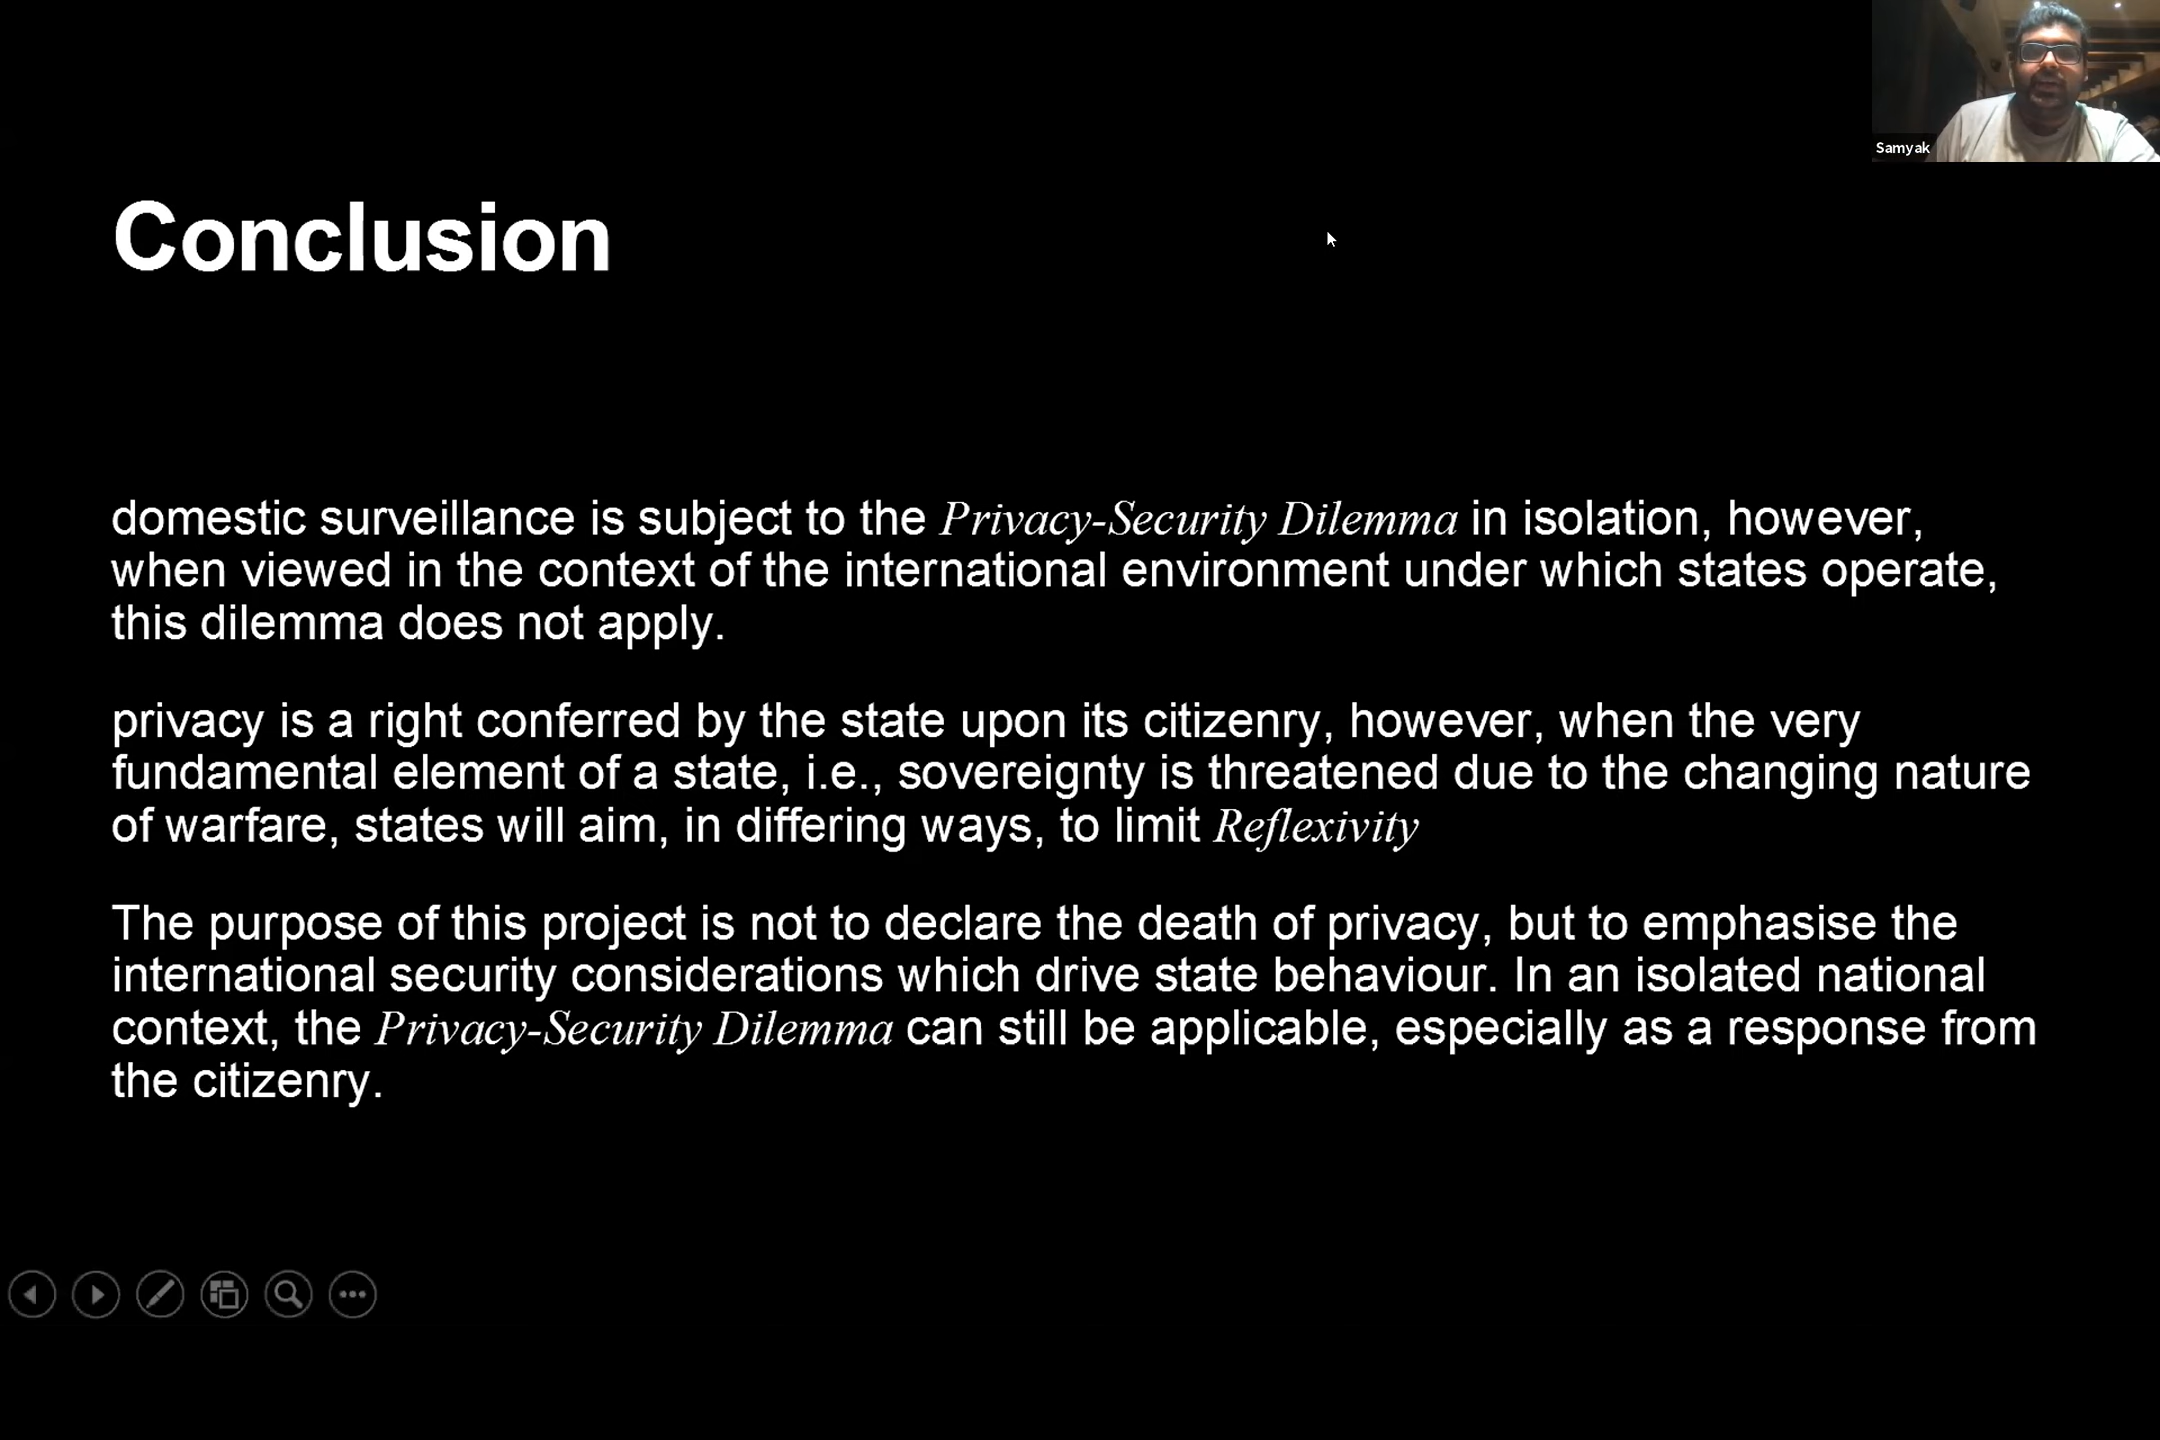 Samyak
Conclusion
domestic surveillance is subject to the Privacy-Security Dilemma in isolation, however,
when viewed in the context of the international environment under which states operate,
this dilemma does not apply.
privacy is a right conferred by the state upon its citizenry, however, when the very
fundamental element of a state, i.e., sovereignty is threatened due to the changing nature
of warfare, states will aim, in differing ways, to limit Reflexivity
The purpose of this project is not to declare the death of privacy, but to emphasise the
international security considerations which drive state behaviour. In an isolated national
context, the Privacy-Security Dilemma can still be applicable, especially as a response from
the citizenry.